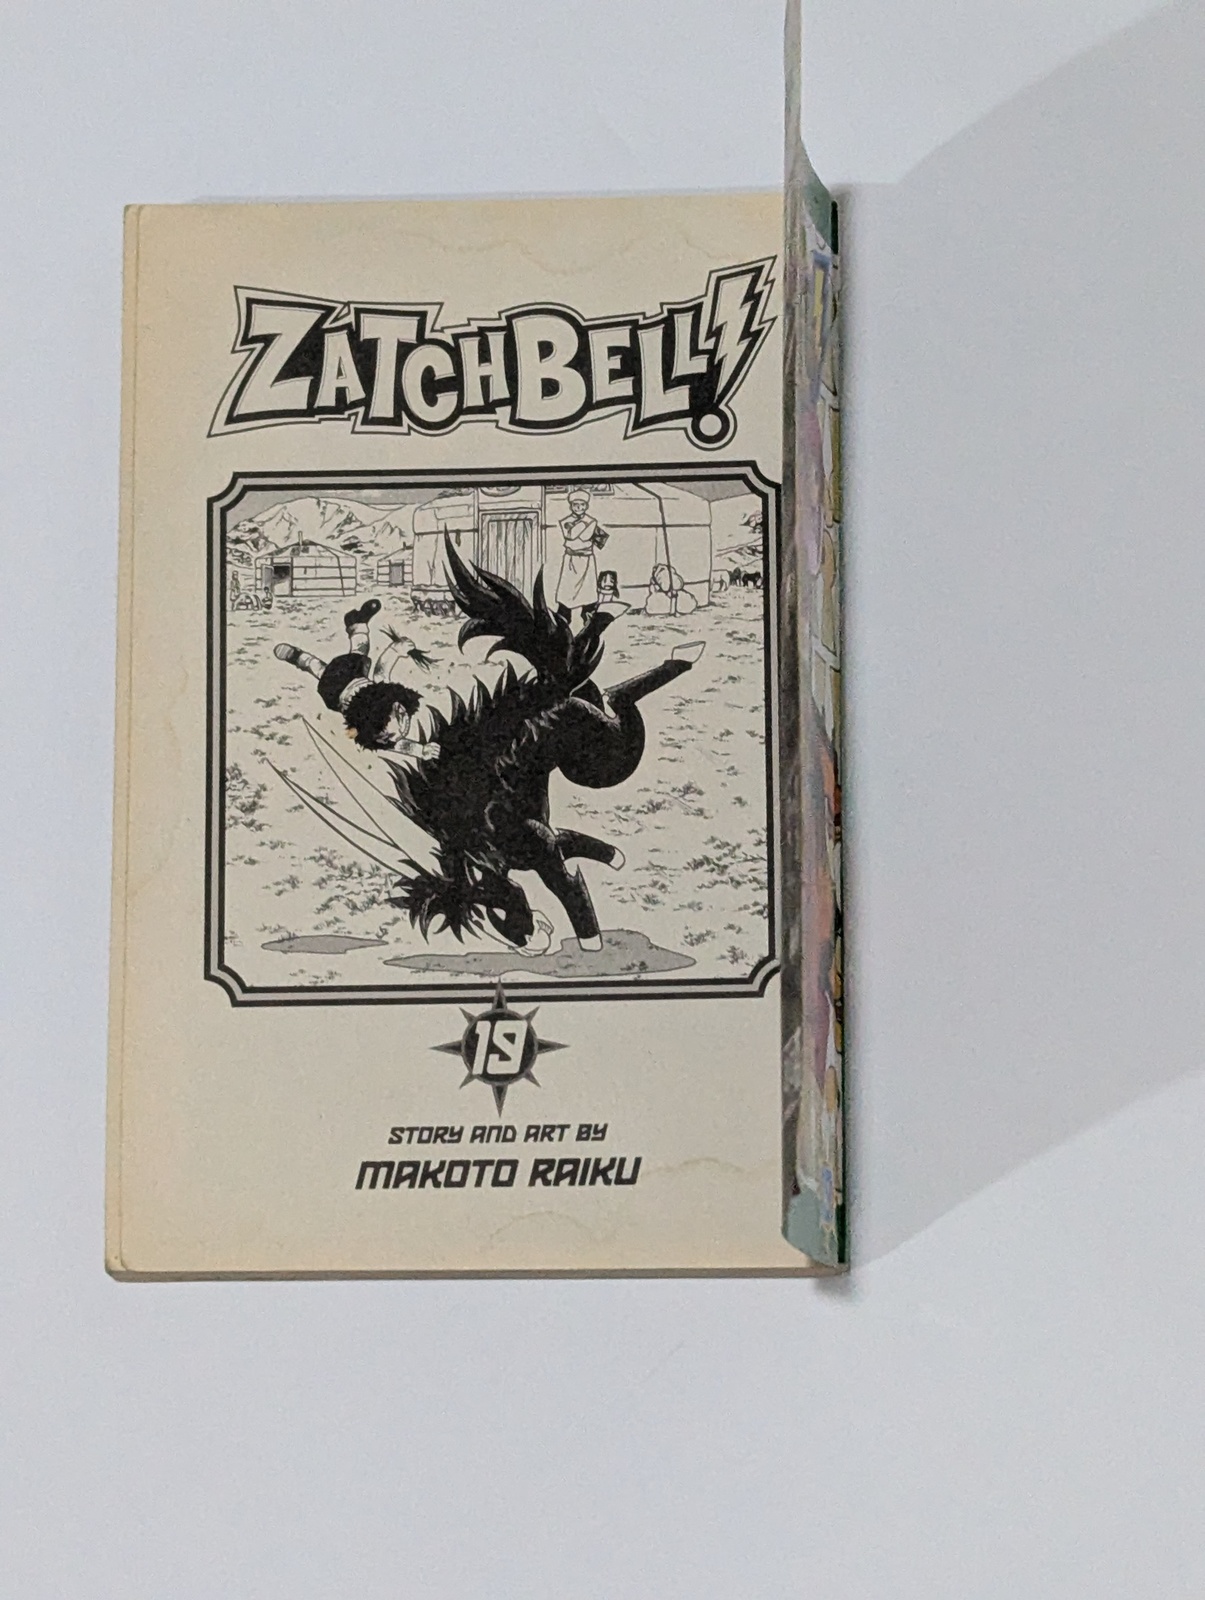 ZATCHBELL!
19
STORY AND ART BY
MAKOTO RAIKU